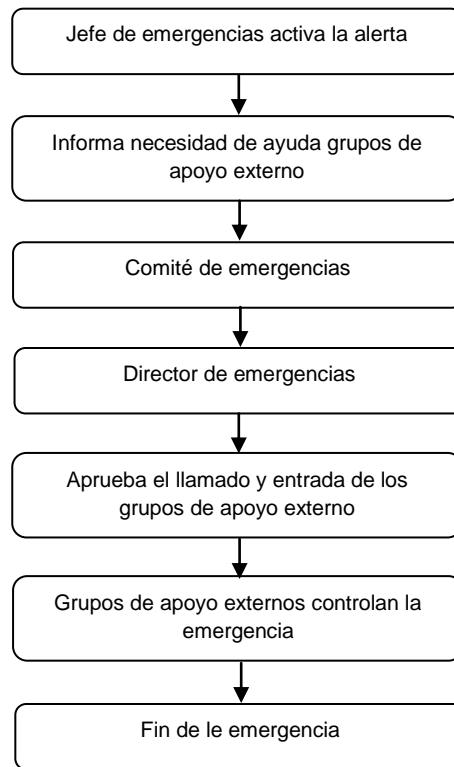 Jefe de emergencias activa la alerta
Informa necesidad de ayuda grupos de
apoyo externo
Comité de emergencias
Director de emergencias
Aprueba el llamado y entrada de los
grupos de apoyo externo
Grupos de apoyo externos controlan la
emergencia
Fin de le emergencia